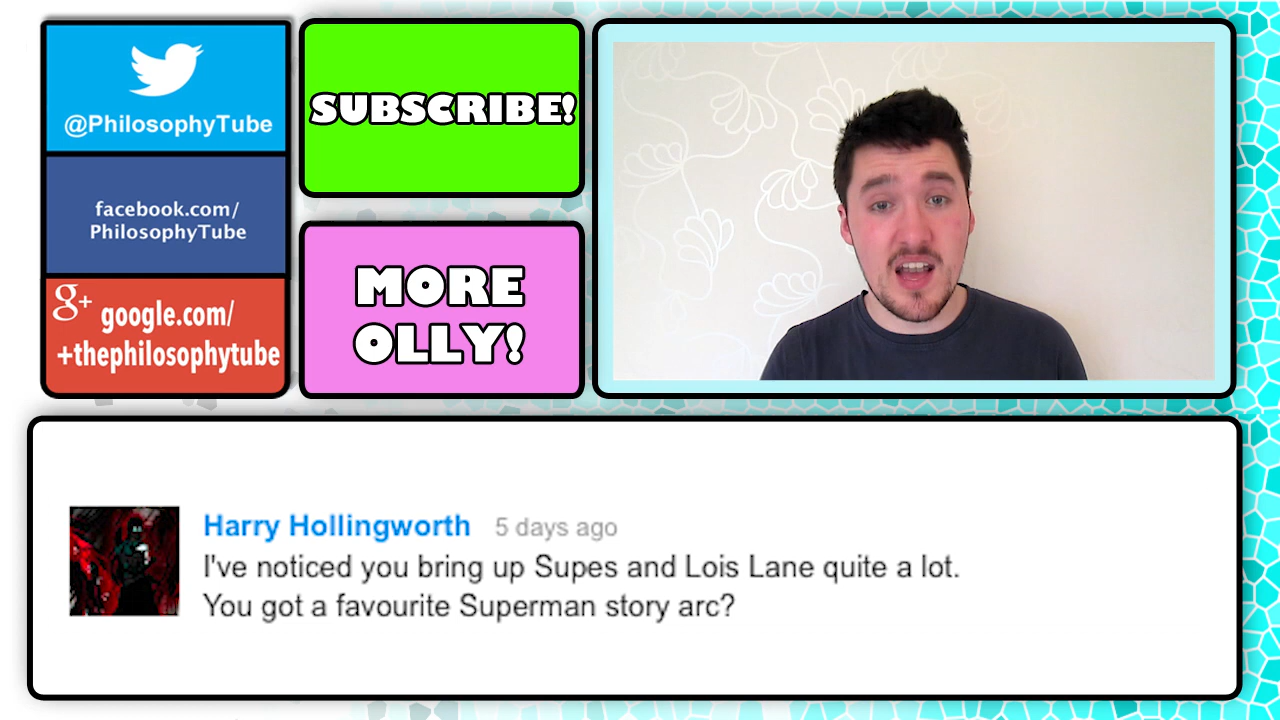 @PhilosophyTube
facebook.com/
PhilosophyTube
g+ google.com/
+thephilosophytube
SUBSCRIBE!
MORE
OLLY!
Harry Hollingworth 5 days ago
I've noticed you bring up Supes and Lois Lane quite a lot.
You got a favourite Superman story arc?